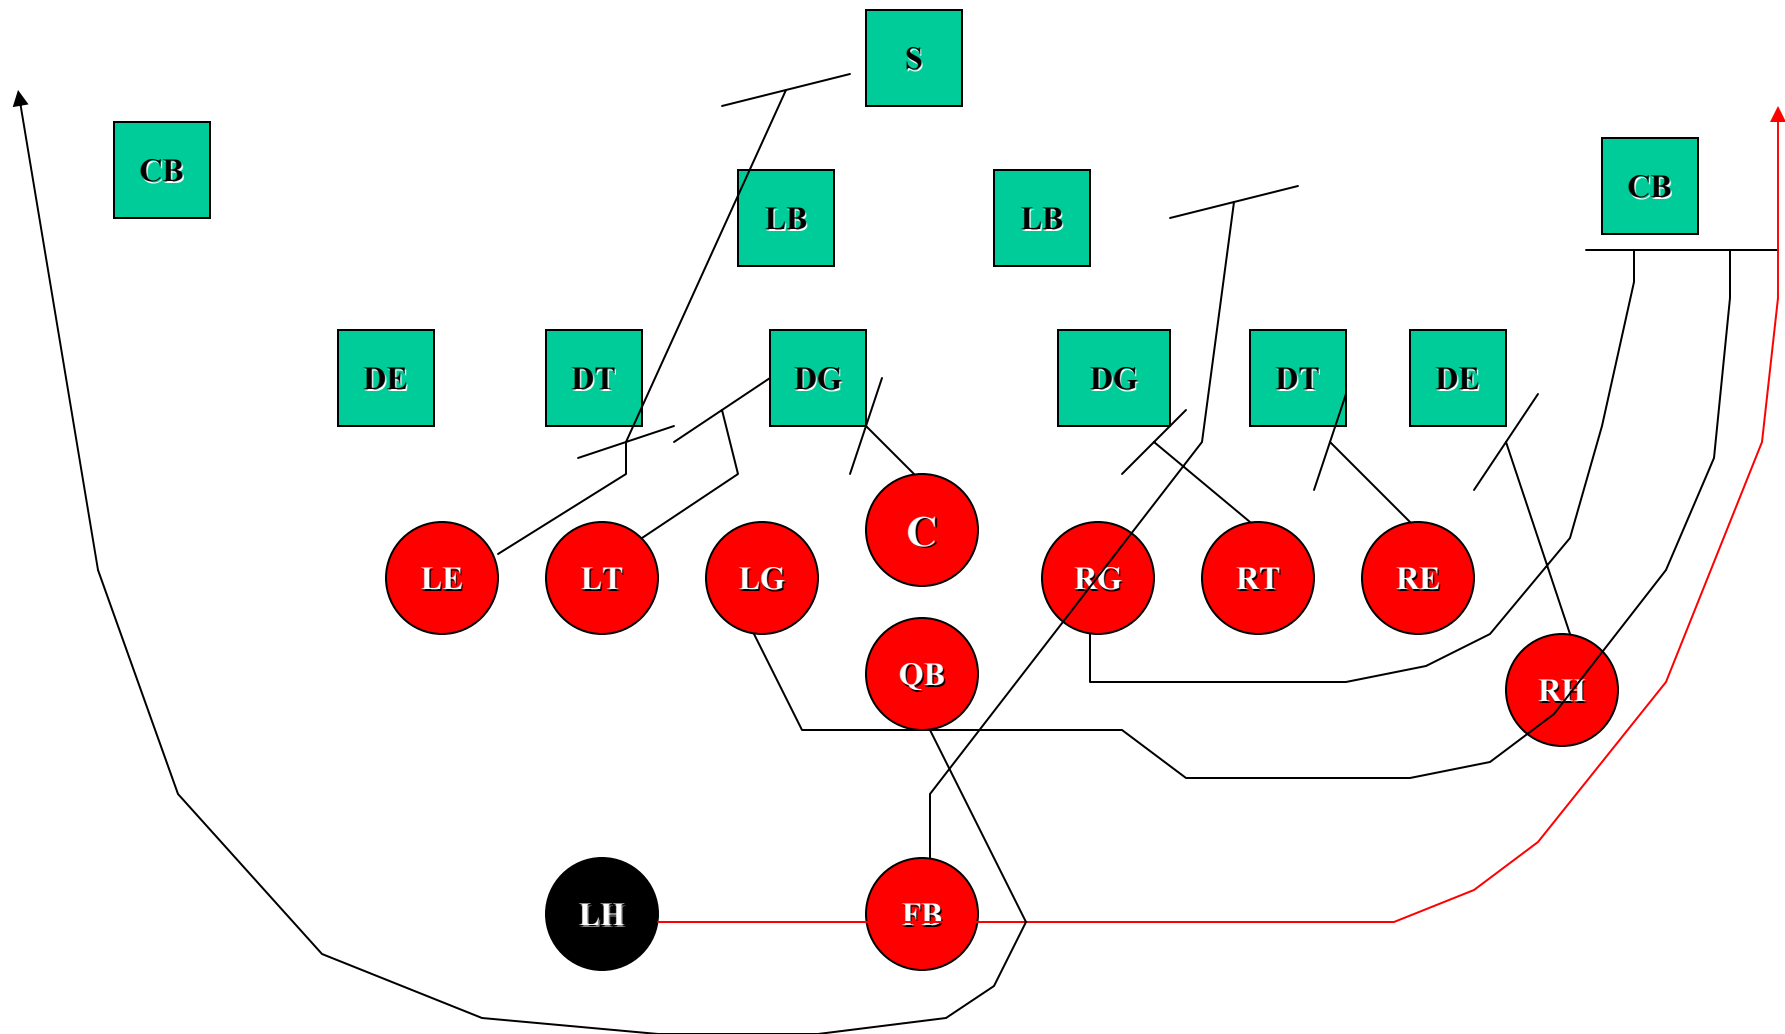 S
CB
CB
LB
LB
DE
DT
DG
DG
DT
DE
C
LE
LT
LG
RG
RT
RE
QB
RH
LH
FB